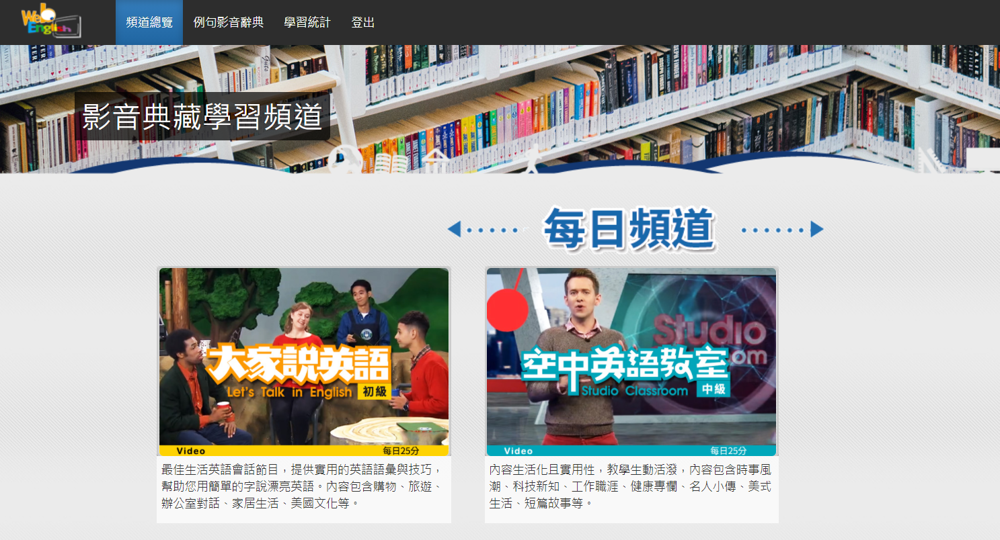 Web English
頻道總覽 例句影音辭典 學習統計 登出
影音典藏學習頻道
每日頻道
大家說英語
Let's Talk in English 初級
Video 每日25分
最佳生活英語會話節目，提供實用的英語語彙與技巧，
幫助您用簡單的字說漂亮英語。內容包含購物、旅遊、
辦公室對話、家居生活、美國文化等。
Studio
om
空中英語教室
Studio Classroom 中級
Video 每日25分
內容生活化且實用性，教學生動活潑，內容包含時事風
潮、科技新知、工作職涯、健康專欄、名人小傳、美式
生活、短篇故事等。